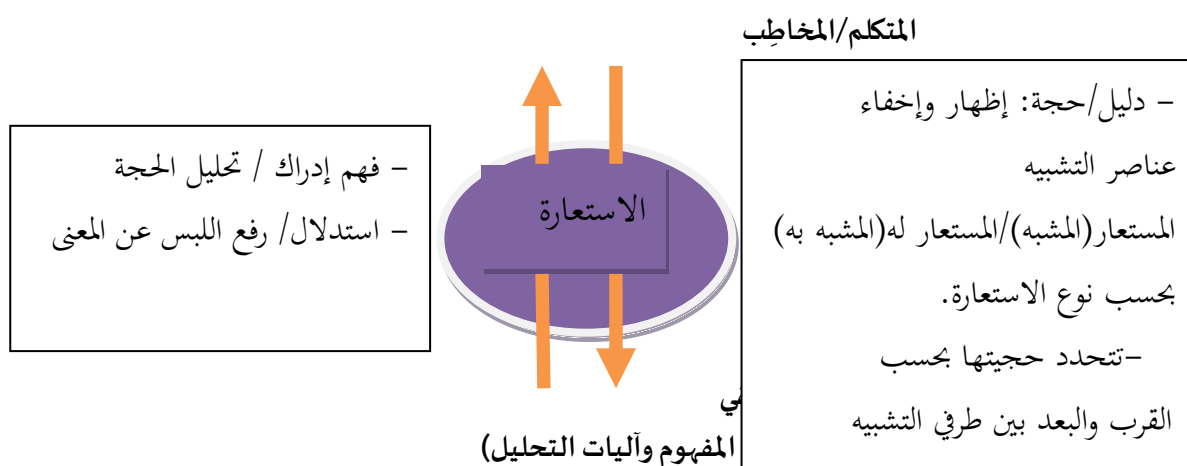 المتكلم/المخاطِب
– دليل/حجة: إظهار وإخفاء
عناصر التشبيه
المستعار(المشبه)/المستعار له(المشبه به)
بحسب نوع الاستعارة.
–تتحدد حجيتها بحسب
القرب والبعد بين طرفي التشبيه
الاستعارة
– فهم إدراك / تحليل الحجة
– استدلال/ رفع اللبس عن المعنى
المفهوم وآليات التحليل)